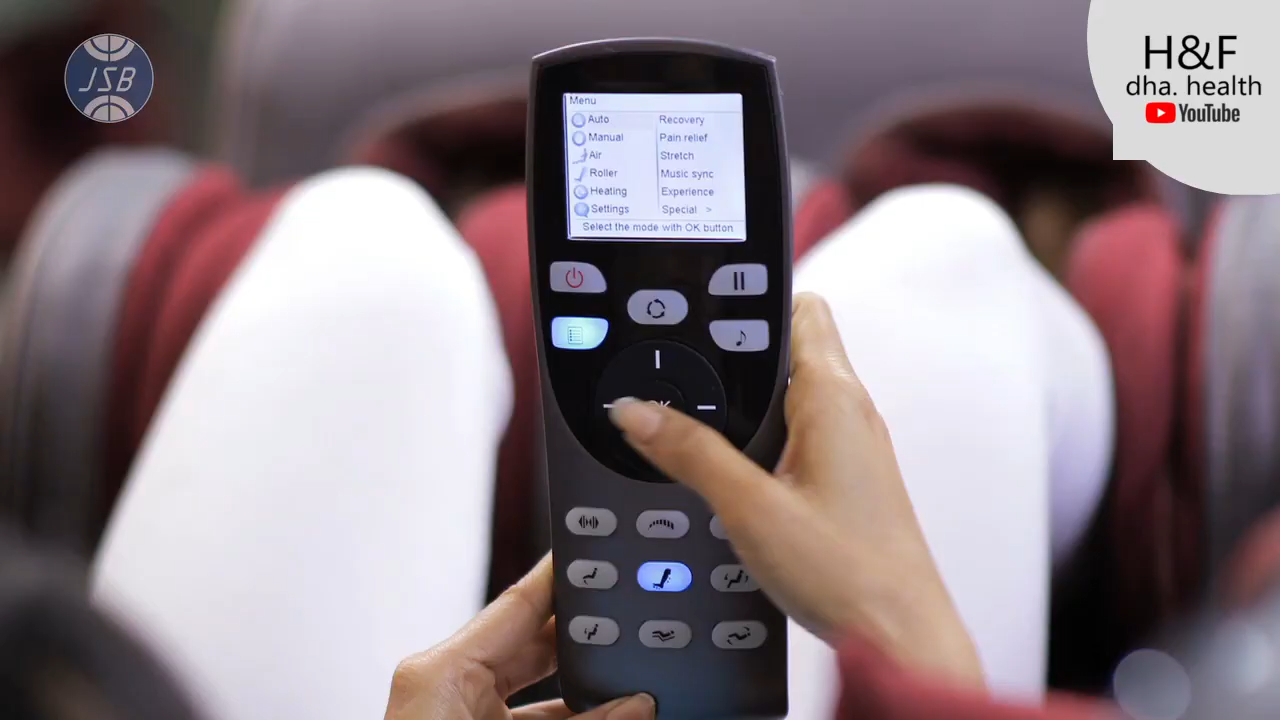 JSB
H&F
dha. health
YouTube
Menu
Auto
Recovery
Manual
Pain relief
Air
Stretch
Roller
Music sync
Heating
Experience
Settings
Special >
Select the mode with OK button